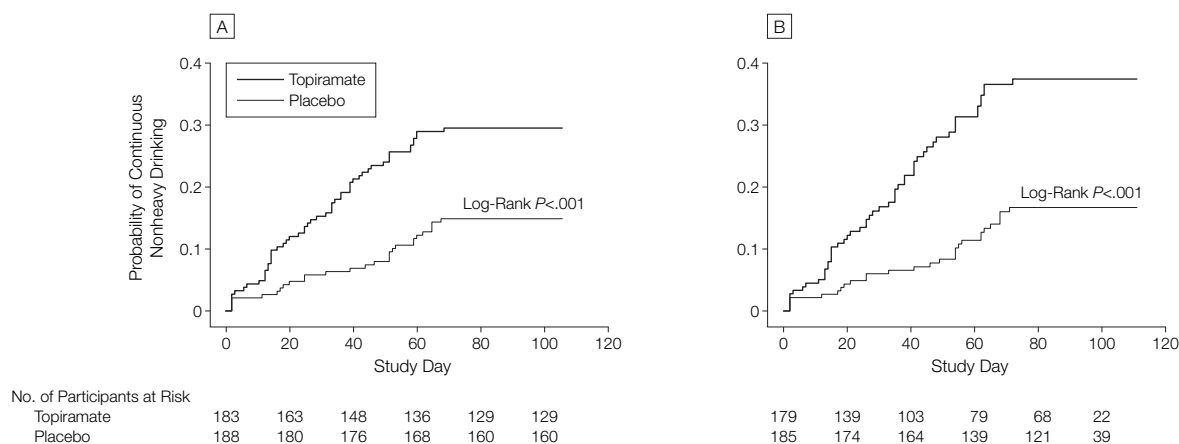 A
B
0.4
0.3
0.2
0.1
0
Probability of Continuous
Nonheavy Drinking
Topiramate
Placebo
Log-Rank P<.001
0 20 40 60 80 100 120
Study Day
0.4
0.3
0.2
0.1
0
Log-Rank P<.001
0 20 40 60 80 100 120
Study Day
No. of Participants at Risk
Topiramate 183 163 148 136 129 129 179 139 103 79 68 22
Placebo 188 180 176 168 160 160 185 174 164 139 121 39